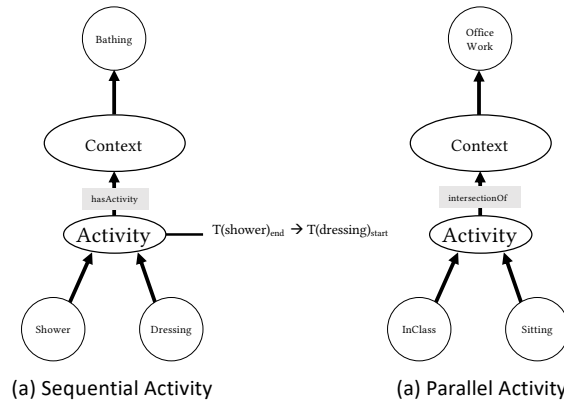 Bathing
Context
hasActivity
Activity
T(shower)end → T(dressing)start
Shower
Dressing
(a) Sequential Activity
Office
Work
Context
intersectionOf
Activity
InClass
Sitting
(a) Parallel Activity